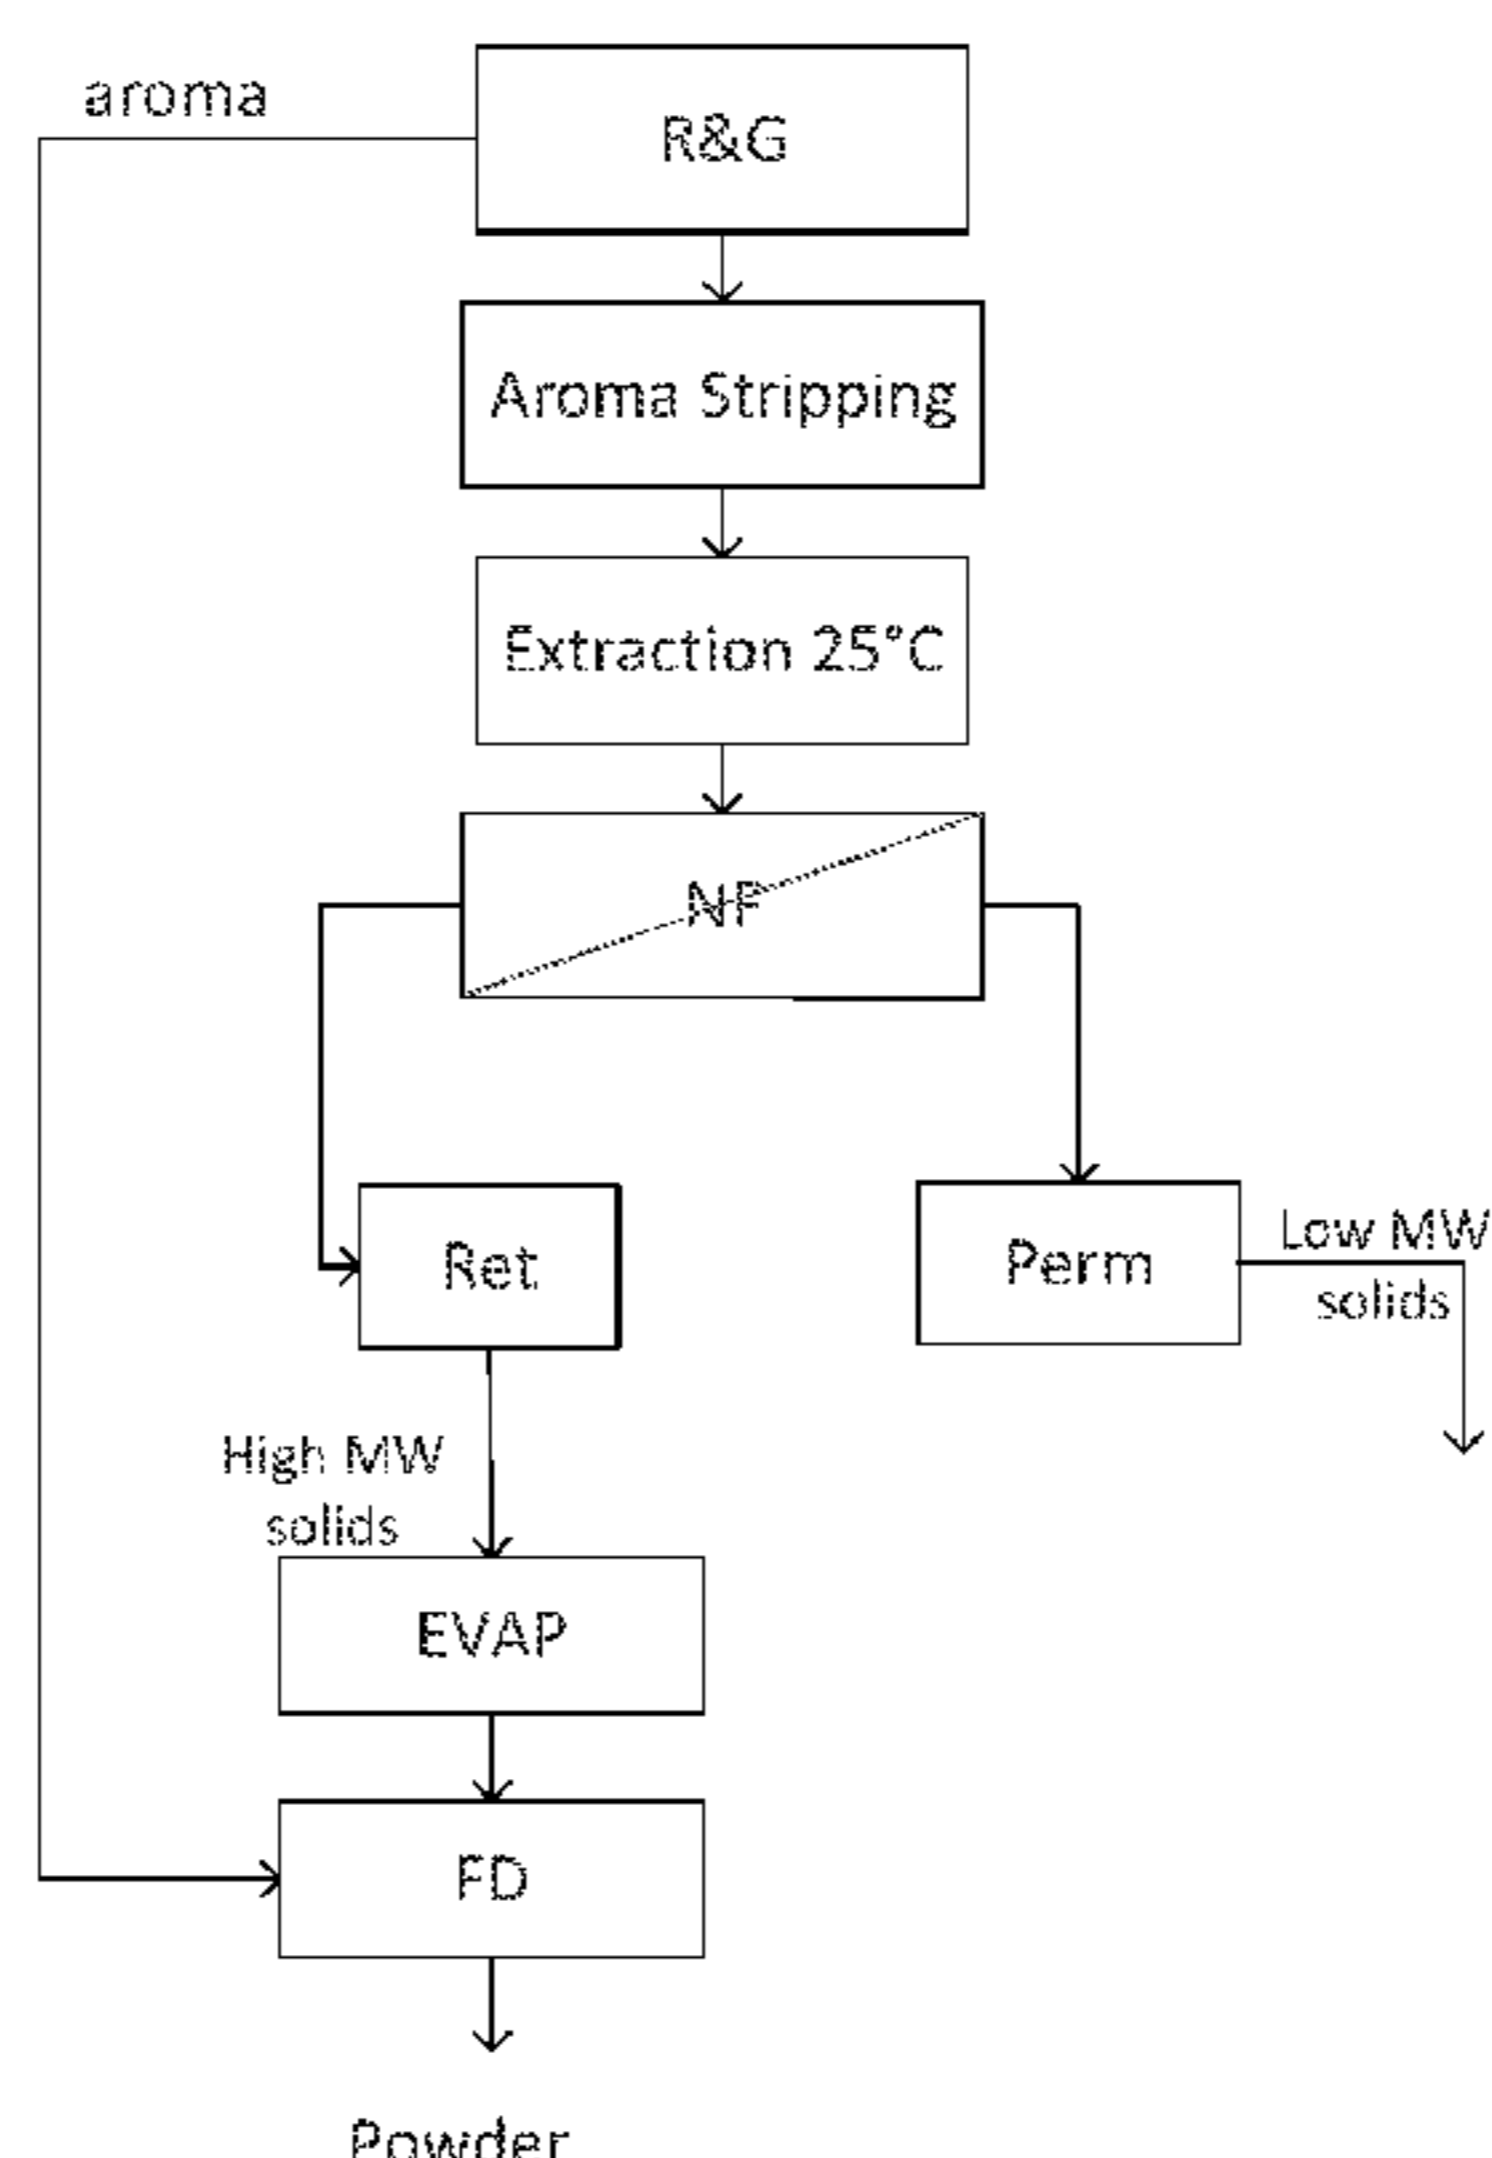 aroma
R&G
Aroma Stripping
Extraction 25°C
NF
Ret
Perm
Low MW
solids
High MW
solids
EVAP
FD
Powder